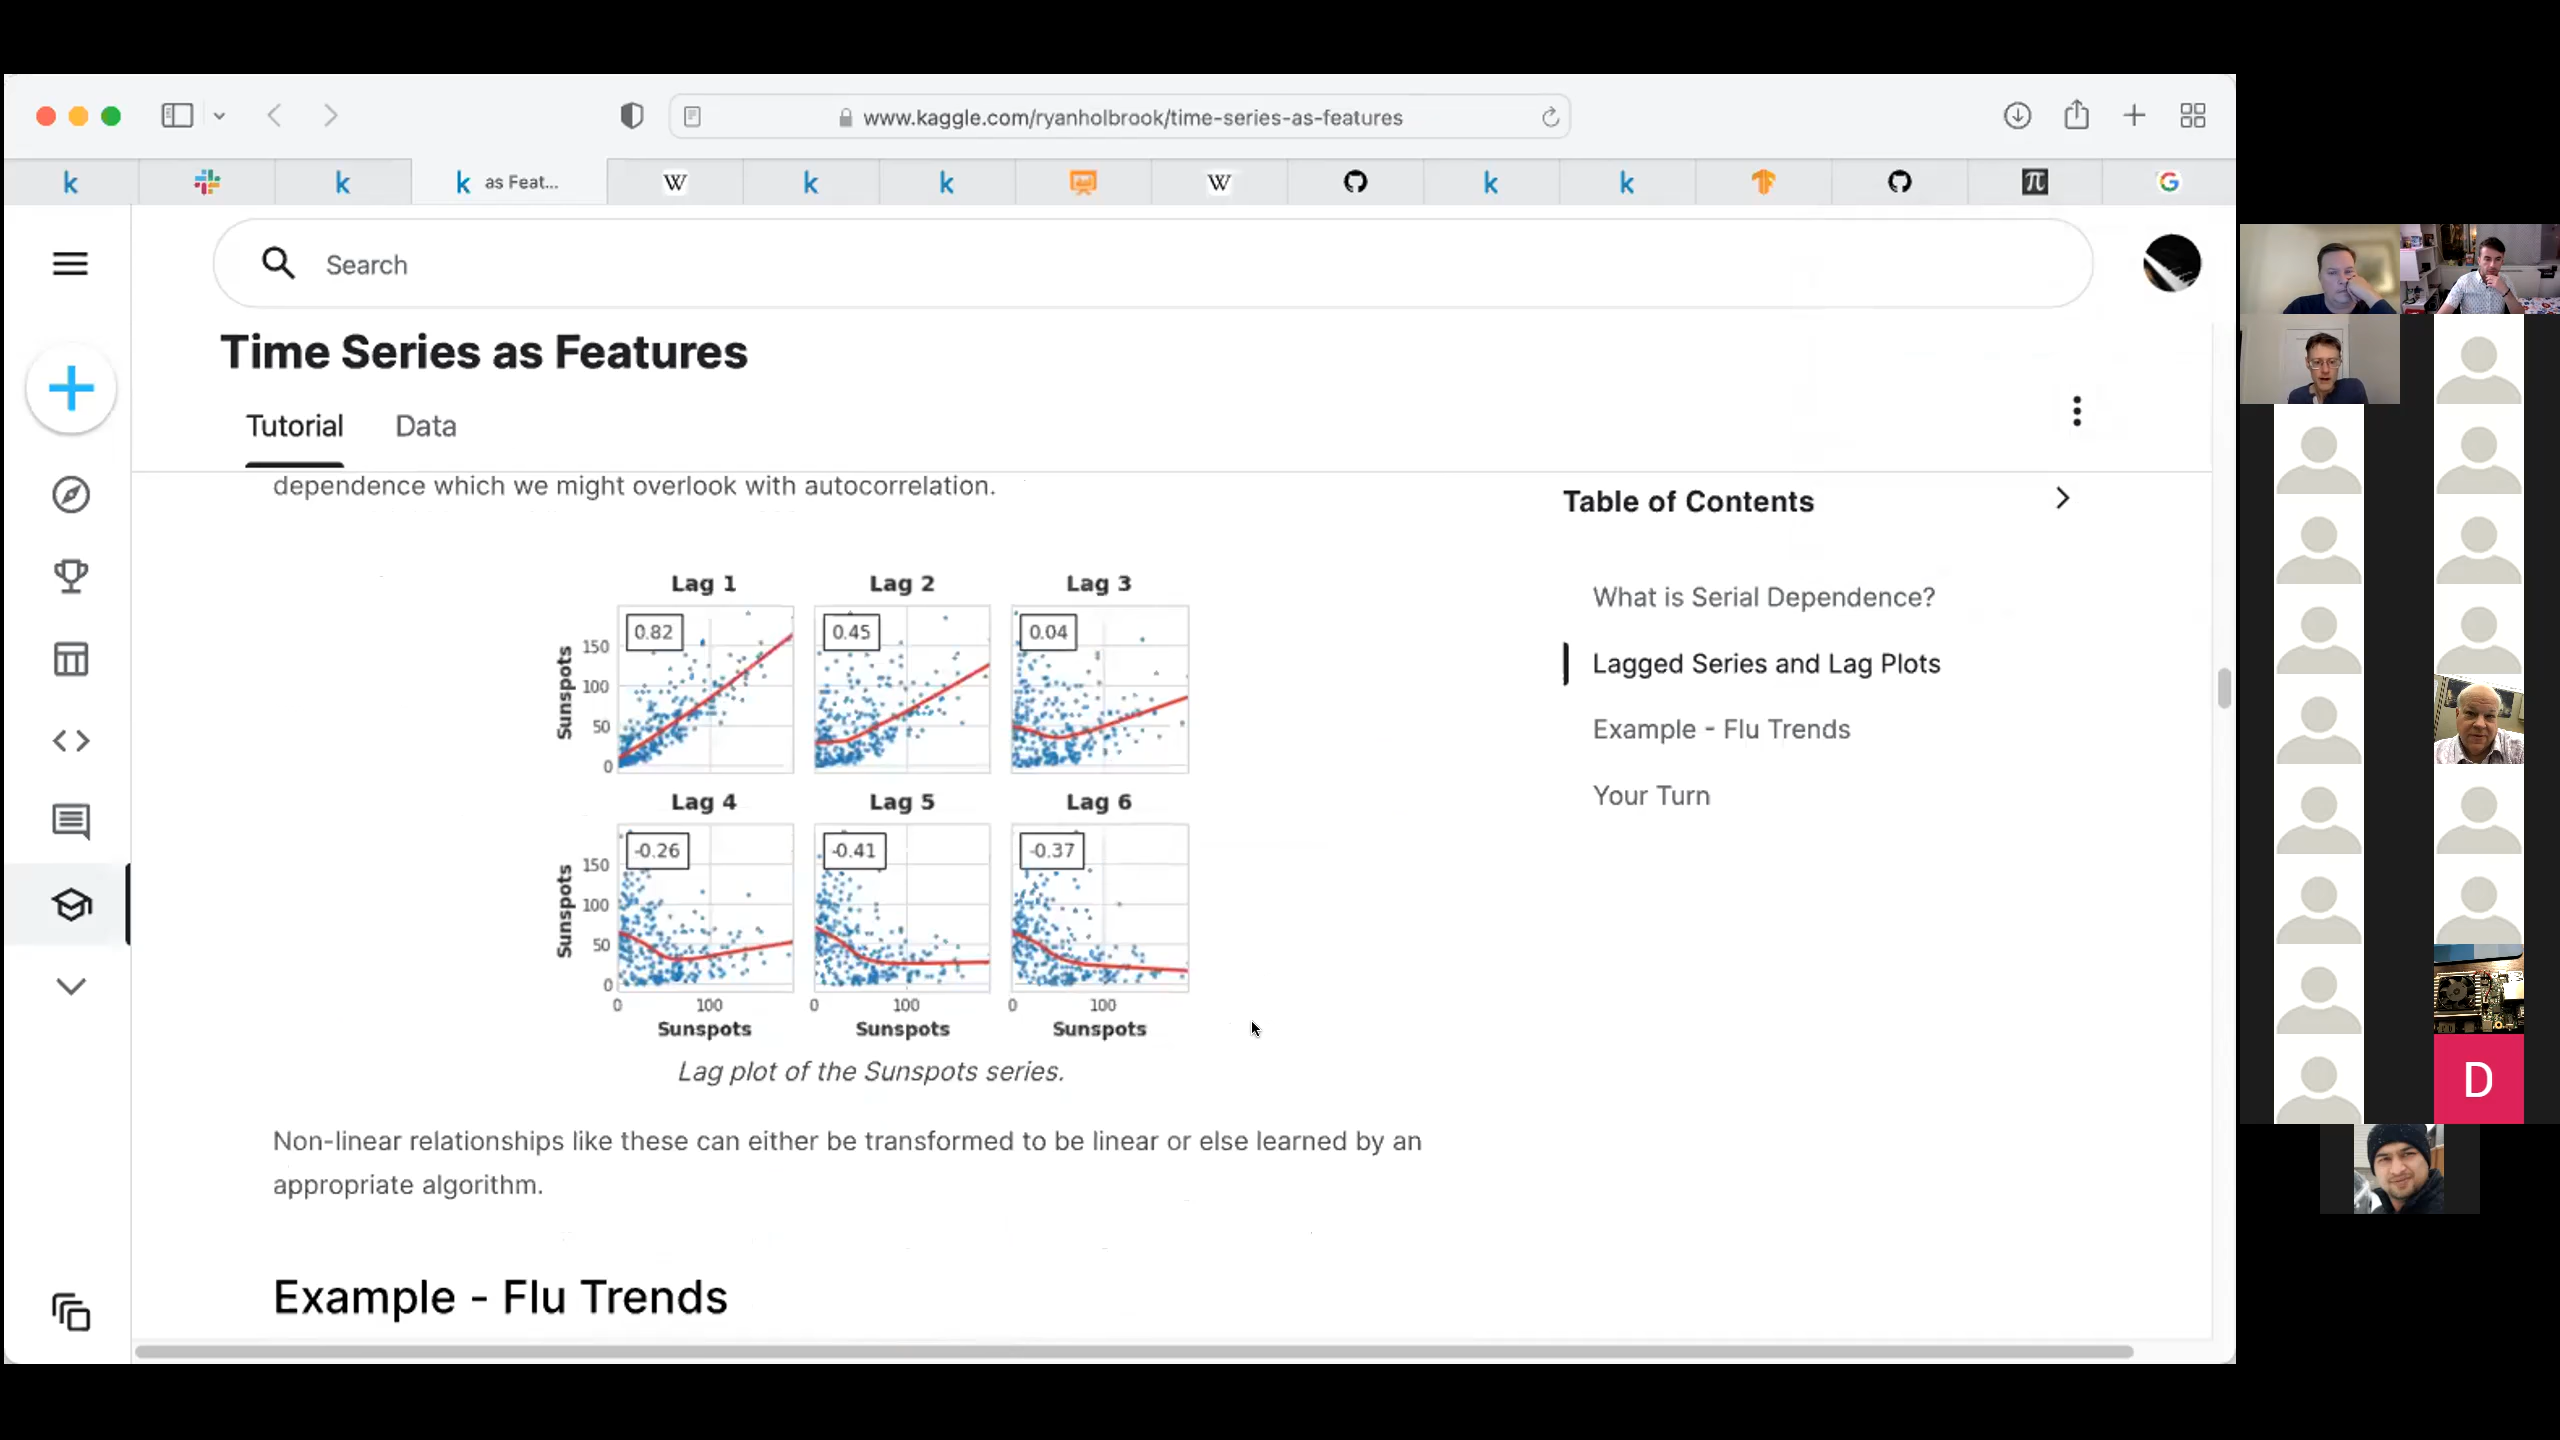 www.kaggle.com/ryanholbrook/time-series-as-features
k
k
k as Feat...
W
k
k
W
k
k
π
G
Search
Time Series as Features
Tutorial Data
dependence which we might overlook with autocorrelation.
Table of Contents
What is Serial Dependence?
Lagged Series and Lag Plots
Example - Flu Trends
Your Turn
Lag 1 Lag 2 Lag 3
0.82 0.45 0.04
Sunspots
150
100
50
0
Lag 4 Lag 5 Lag 6
-0.26 -0.41 -0.37
Sunspots
150
100
50
0
0 100 0 100 0 100
Sunspots Sunspots Sunspots
Lag plot of the Sunspots series.
Non-linear relationships like these can either be transformed to be linear or else learned by an
appropriate algorithm.
Example - Flu Trends
D